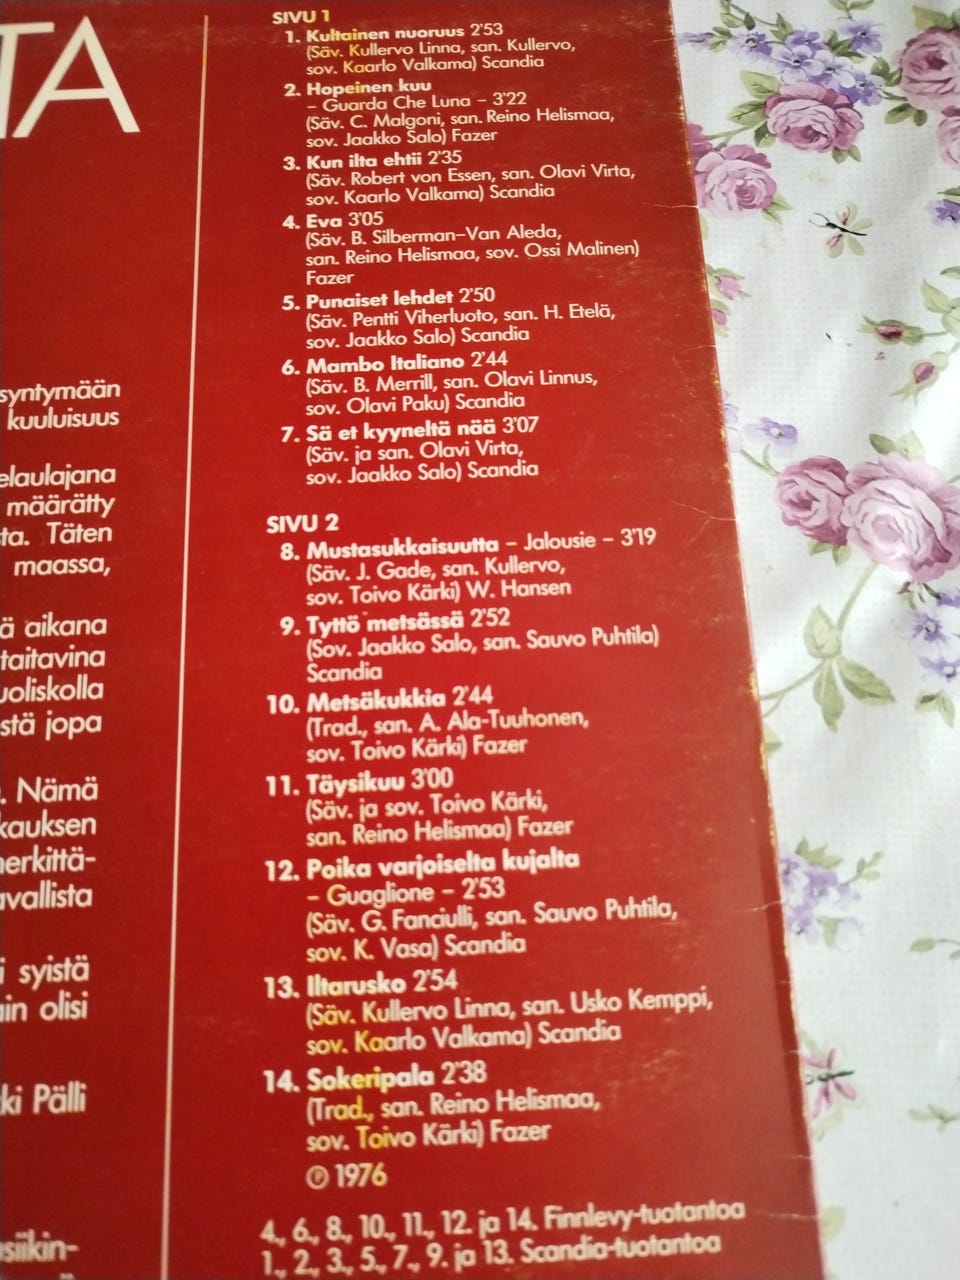 TA
syntymään
kuuluisuus
elaulajana
määrätty
ta. Täten
maassa,
ä aikana
taitavina
uoliskolla
stä jopa
. Nämä
kauksen
nerkittä-
avallista
i syistä
in olisi
ki Pälli
siikin-
SIVU 1
1. Kultainen nuoruus 2'53
(Säv. Kullervo Linna, san. Kullervo,
sov. Kaarlo Valkama) Scandia
2. Hopeinen kuu
– Guarda Che Luna – 3'22
(Säv. C. Malgoni, san. Reino Helismaa,
sov. Jaakko Salo) Fazer
3. Kun ilta ehtii 2'35
(Säv. Robert von Essen, san. Olavi Virta,
sov. Kaarlo Valkama) Scandia
4. Eva 3'05
(Säv. B. Silberman–Van Aleda,
san. Reino Helismaa, sov. Ossi Malinen)
Fazer
5. Punaiset lehdet 2'50
(Säv. Pentti Viherluoto, san. H. Etelä,
sov. Jaakko Salo) Scandia
6. Mambo Italiano 2'44
(Säv. B. Merrill, san. Olavi Linnus,
sov. Olavi Paku) Scandia
7. Sä et kyyneltä nää 3'07
(Säv. ja san. Olavi Virta,
sov. Jaakko Salo) Scandia
SIVU 2
8. Mustasukkaisuutta – Jalousie – 3'19
(Säv. J. Gade, san. Kullervo,
sov. Toivo Kärki) W. Hansen
9. Tyttö metsässä 2'52
(Sov. Jaakko Salo, san. Sauvo Puhtila)
Scandia
10. Metsäkukkia 2'44
(Trad., san. A. Ala-Tuuhonen,
sov. Toivo Kärki) Fazer
11. Täysikuu 3'00
(Säv. ja sov. Toivo Kärki,
san. Reino Helismaa) Fazer
12. Poika varjoiselta kujalta
– Guaglione – 2'53
(Säv. G. Fanciulli, san. Sauvo Puhtila,
sov. K. Vasa) Scandia
13. Iltarusko 2'54
(Säv. Kullervo Linna, san. Usko Kemppi,
sov. Kaarlo Valkama) Scandia
14. Sokeripala 2'38
(Trad., san. Reino Helismaa,
sov. Toivo Kärki) Fazer
℗ 1976
4., 6., 8., 10., 11., 12. ja 14. Finnlevy-tuotantoa
1., 2., 3., 5., 7., 9. ja 13. Scandia-tuotantoa